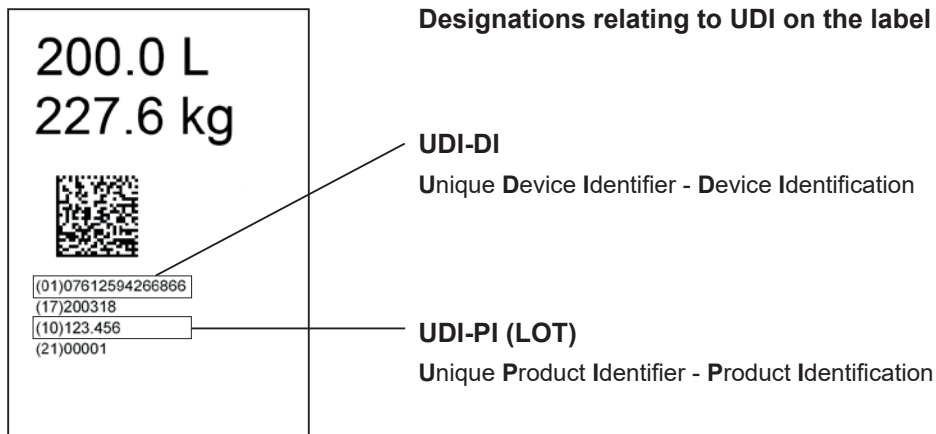 Designations relating to UDI on the label
200.0 L
227.6 kg
UDI-DI
Unique Device Identifier - Device Identification
(01)07612594266866
(17)200318
(10)123.456
(21)00001
UDI-PI (LOT)
Unique Product Identifier - Product Identification